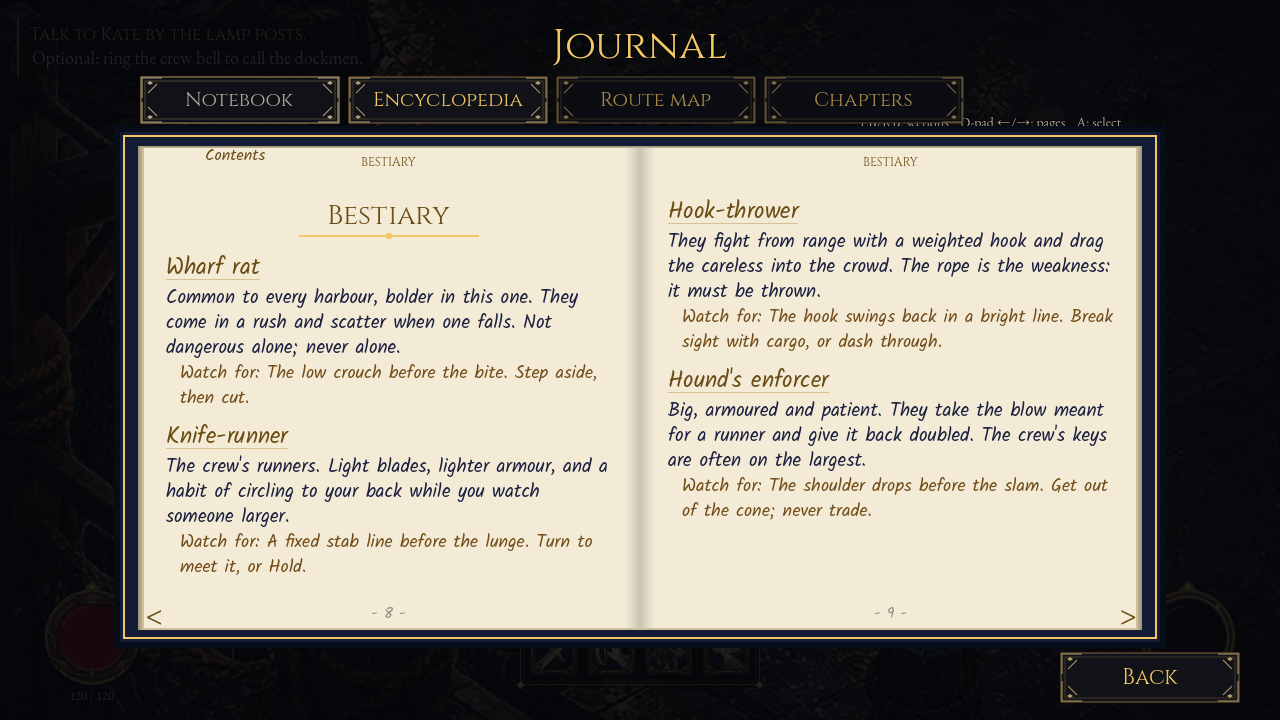 Talk to Kate by the lamp posts.
Optional: ring the crew bell to call the dockmen.
Journal
Notebook
Encyclopedia
Route map
Chapters
D-pad ←/→: pages A: select
Contents
BESTIARY
Bestiary
Wharf rat
Common to every harbour, bolder in this one. They
come in a rush and scatter when one falls. Not
dangerous alone; never alone.
Watch for: The low crouch before the bite. Step aside,
then cut.
Knife-runner
The crew's runners. Light blades, lighter armour, and a
habit of circling to your back while you watch
someone larger.
Watch for: A fixed stab line before the lunge. Turn to
meet it, or Hold.
<
- 8 -
BESTIARY
Hook-thrower
They fight from range with a weighted hook and drag
the careless into the crowd. The rope is the weakness:
it must be thrown.
Watch for: The hook swings back in a bright line. Break
sight with cargo, or dash through.
Hound's enforcer
Big, armoured and patient. They take the blow meant
for a runner and give it back doubled. The crew's keys
are often on the largest.
Watch for: The shoulder drops before the slam. Get out
of the cone; never trade.
- 9 -
>
120 / 120
Back